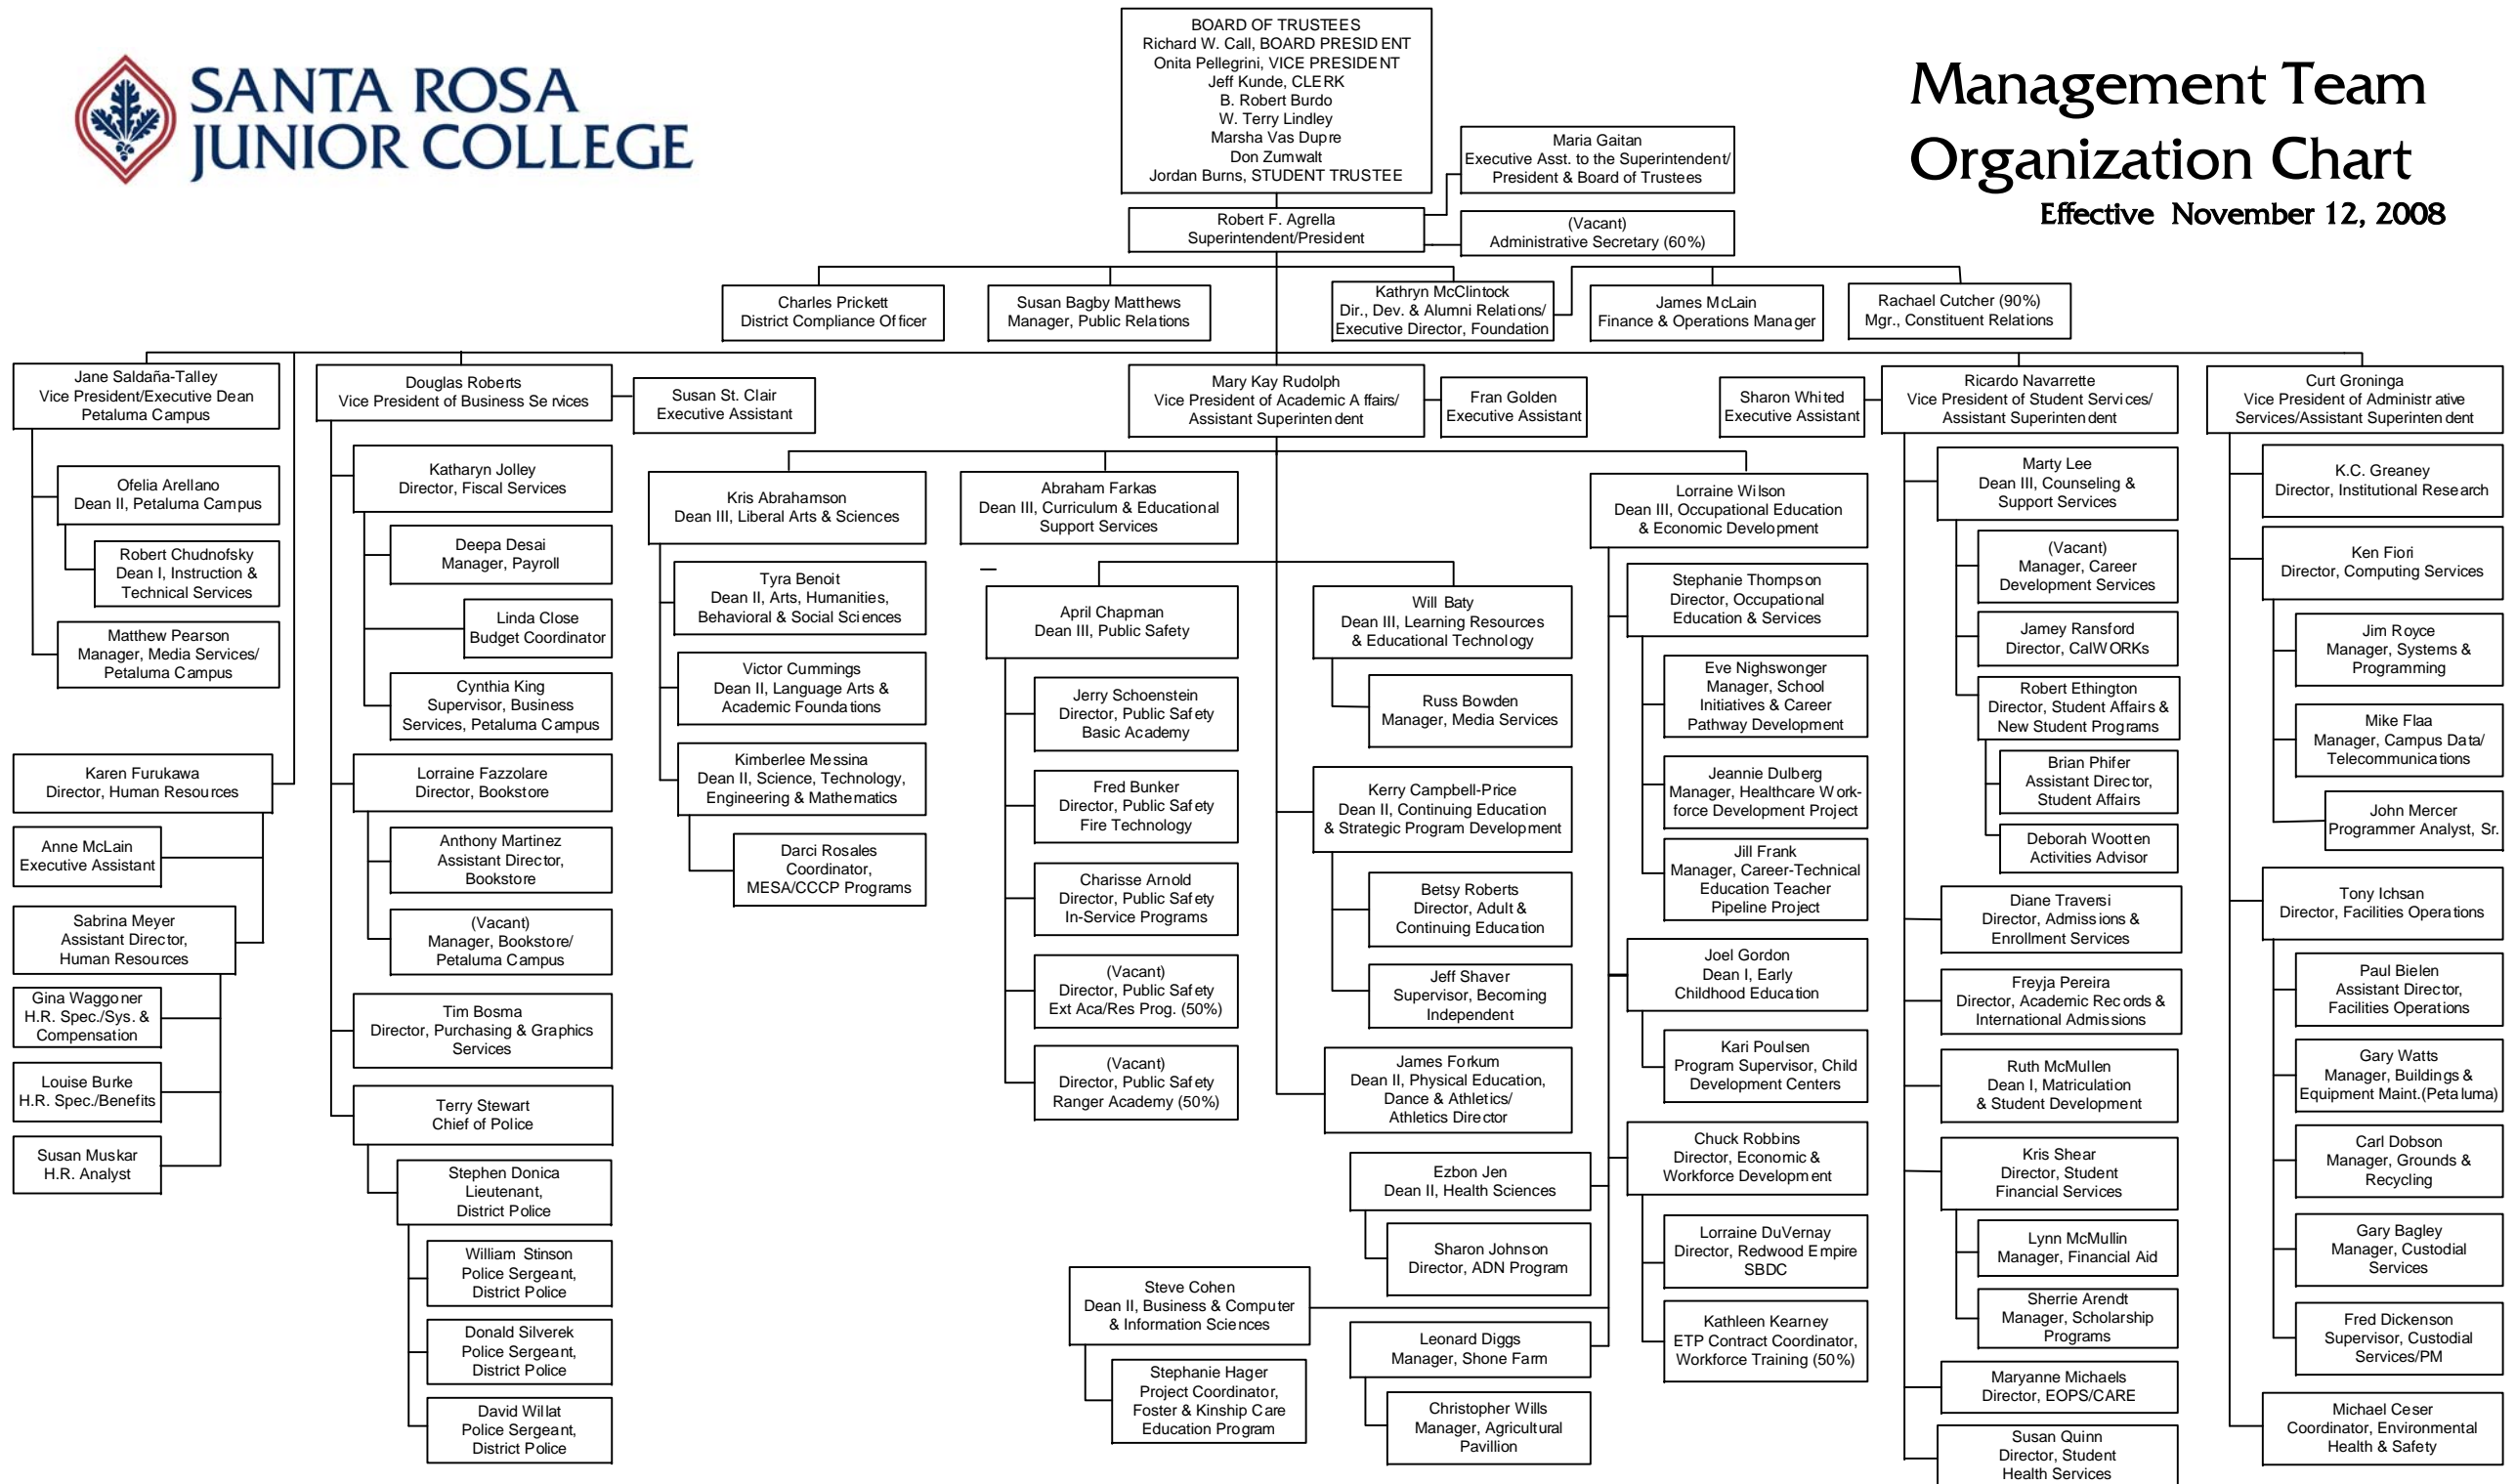 SANTA ROSA
JUNIOR COLLEGE
Management Team
Organization Chart
Effective November 12, 2008
BOARD OF TRUSTEES
Richard W. Call, BOARD PRESIDENT
Onita Pellegrini, VICE PRESIDENT
Jeff Kunde, CLERK
B. Robert Burdo
W. Terry Lindley
Marsha Vas Dupre
Don Zumwalt
Jordan Burns, STUDENT TRUSTEE
Maria Gaitan
Executive Asst. to the Superintendent/
President & Board of Trustees
Robert F. Agrella
Superintendent/President
(Vacant)
Administrative Secretary (60%)
Charles Prickett
District Compliance Officer
Susan Bagby Matthews
Manager, Public Relations
Kathryn McClintock
Dir., Dev. & Alumni Relations/
Executive Director, Foundation
James McLain
Finance & Operations Manager
Rachael Cutcher (90%)
Mgr., Constituent Relations
Jane Saldaña-Talley
Vice President/Executive Dean
Petaluma Campus
Ofelia Arellano
Dean II, Petaluma Campus
Robert Chudnofsky
Dean I, Instruction &
Technical Services
Matthew Pearson
Manager, Media Services/
Petaluma Campus
Karen Furukawa
Director, Human Resources
Anne McLain
Executive Assistant
Sabrina Meyer
Assistant Director,
Human Resources
Gina Waggoner
H.R. Spec./Sys. &
Compensation
Louise Burke
H.R. Spec./Benefits
Susan Muskar
H.R. Analyst
Douglas Roberts
Vice President of Business Services
Susan St. Clair
Executive Assistant
Katharyn Jolley
Director, Fiscal Services
Deepa Desai
Manager, Payroll
Linda Close
Budget Coordinator
Cynthia King
Supervisor, Business
Services, Petaluma Campus
Lorraine Fazzolare
Director, Bookstore
Anthony Martinez
Assistant Director,
Bookstore
(Vacant)
Manager, Bookstore/
Petaluma Campus
Tim Bosma
Director, Purchasing & Graphics
Services
Terry Stewart
Chief of Police
Stephen Donica
Lieutenant,
District Police
William Stinson
Police Sergeant,
District Police
Donald Silverek
Police Sergeant,
District Police
David Willat
Police Sergeant,
District Police
Mary Kay Rudolph
Vice President of Academic Affairs/
Assistant Superintendent
Fran Golden
Executive Assistant
Kris Abrahamson
Dean III, Liberal Arts & Sciences
Tyra Benoit
Dean II, Arts, Humanities,
Behavioral & Social Sciences
Victor Cummings
Dean II, Language Arts &
Academic Foundations
Kimberlee Messina
Dean II, Science, Technology,
Engineering & Mathematics
Darci Rosales
Coordinator,
MESA/CCCP Programs
Abraham Farkas
Dean III, Curriculum & Educational
Support Services
April Chapman
Dean III, Public Safety
Jerry Schoenstein
Director, Public Safety
Basic Academy
Fred Bunker
Director, Public Safety
Fire Technology
Charisse Arnold
Director, Public Safety
In-Service Programs
(Vacant)
Director, Public Safety
Ext Aca/Res Prog. (50%)
(Vacant)
Director, Public Safety
Ranger Academy (50%)
Will Baty
Dean III, Learning Resources
& Educational Technology
Russ Bowden
Manager, Media Services
Kerry Campbell-Price
Dean II, Continuing Education
& Strategic Program Development
Betsy Roberts
Director, Adult &
Continuing Education
Jeff Shaver
Supervisor, Becoming
Independent
James Forkum
Dean II, Physical Education,
Dance & Athletics/
Athletics Director
Ezbon Jen
Dean II, Health Sciences
Sharon Johnson
Director, ADN Program
Steve Cohen
Dean II, Business & Computer
& Information Sciences
Stephanie Hager
Project Coordinator,
Foster & Kinship Care
Education Program
Leonard Diggs
Manager, Shone Farm
Christopher Wills
Manager, Agricultural
Pavillion
Lorraine Wilson
Dean III, Occupational Education
& Economic Development
Stephanie Thompson
Director, Occupational
Education & Services
Eve Nighswonger
Manager, School
Initiatives & Career
Pathway Development
Jeannie Dulberg
Manager, Healthcare Work-
force Development Project
Jill Frank
Manager, Career-Technical
Education Teacher
Pipeline Project
Joel Gordon
Dean I, Early
Childhood Education
Kari Poulsen
Program Supervisor, Child
Development Centers
Chuck Robbins
Director, Economic &
Workforce Development
Lorraine DuVernay
Director, Redwood Empire
SBDC
Kathleen Kearney
ETP Contract Coordinator,
Workforce Training (50%)
Sharon Whited
Executive Assistant
Ricardo Navarrette
Vice President of Student Services/
Assistant Superintendent
Marty Lee
Dean III, Counseling &
Support Services
(Vacant)
Manager, Career
Development Services
Jamey Ransford
Director, CalWORKs
Robert Ethington
Director, Student Affairs &
New Student Programs
Brian Phifer
Assistant Director,
Student Affairs
Deborah Wootten
Activities Advisor
Diane Traversi
Director, Admissions &
Enrollment Services
Freyja Pereira
Director, Academic Records &
International Admissions
Ruth McMullen
Dean I, Matriculation
& Student Development
Kris Shear
Director, Student
Financial Services
Lynn McMullin
Manager, Financial Aid
Sherrie Arendt
Manager, Scholarship
Programs
Maryanne Michaels
Director, EOPS/CARE
Susan Quinn
Director, Student
Health Services
Curt Groninga
Vice President of Administrative
Services/Assistant Superintendent
K.C. Greaney
Director, Institutional Research
Ken Fiori
Director, Computing Services
Jim Royce
Manager, Systems &
Programming
Mike Flaa
Manager, Campus Data/
Telecommunications
John Mercer
Programmer Analyst, Sr.
Tony Ichsan
Director, Facilities Operations
Paul Bielen
Assistant Director,
Facilities Operations
Gary Watts
Manager, Buildings &
Equipment Maint.(Petaluma)
Carl Dobson
Manager, Grounds &
Recycling
Gary Bagley
Manager, Custodial
Services
Fred Dickenson
Supervisor, Custodial
Services/PM
Michael Ceser
Coordinator, Environmental
Health & Safety